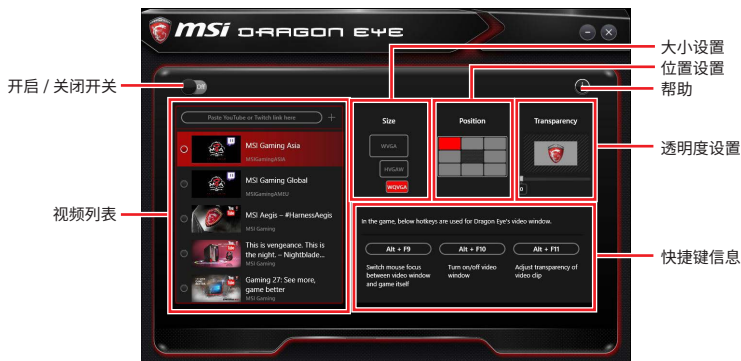 msi DRAGON EYE
大小设置
位置设置
帮助
开启 / 关闭开关
Off
Paste YouTube or Twitch link here
Size
Position
Transparency
WVGA
HVGAW
WQVGA
0
透明度设置
MSI Gaming Asia
MSIGamingASIA
MSI Gaming Global
MSIGamingAMEU
视频列表
MSI Aegis – #HarnessAegis
MSI Gaming
This is vengeance. This is
the night. – Nightblade...
MSI Gaming
Gaming 27: See more,
game better
MSI Gaming
In the game, below hotkeys are used for Dragon Eye's video window.
Alt + F9
Alt + F10
Alt + F11
快捷键信息
Switch mouse focus
between video window
and game itself
Turn on/off video
window
Adjust transparency of
video clip